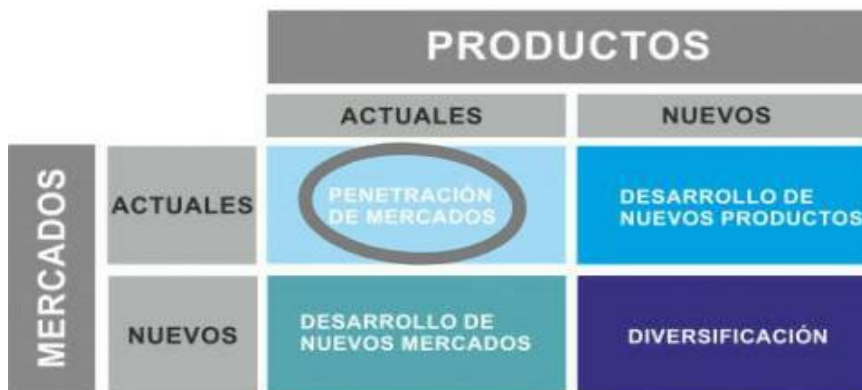 PRODUCTOS
ACTUALES
NUEVOS
MERCADOS
ACTUALES
PENETRACIÓN
DE MERCADOS
DESARROLLO DE
NUEVOS PRODUCTOS
NUEVOS
DESARROLLO DE
NUEVOS MERCADOS
DIVERSIFICACIÓN